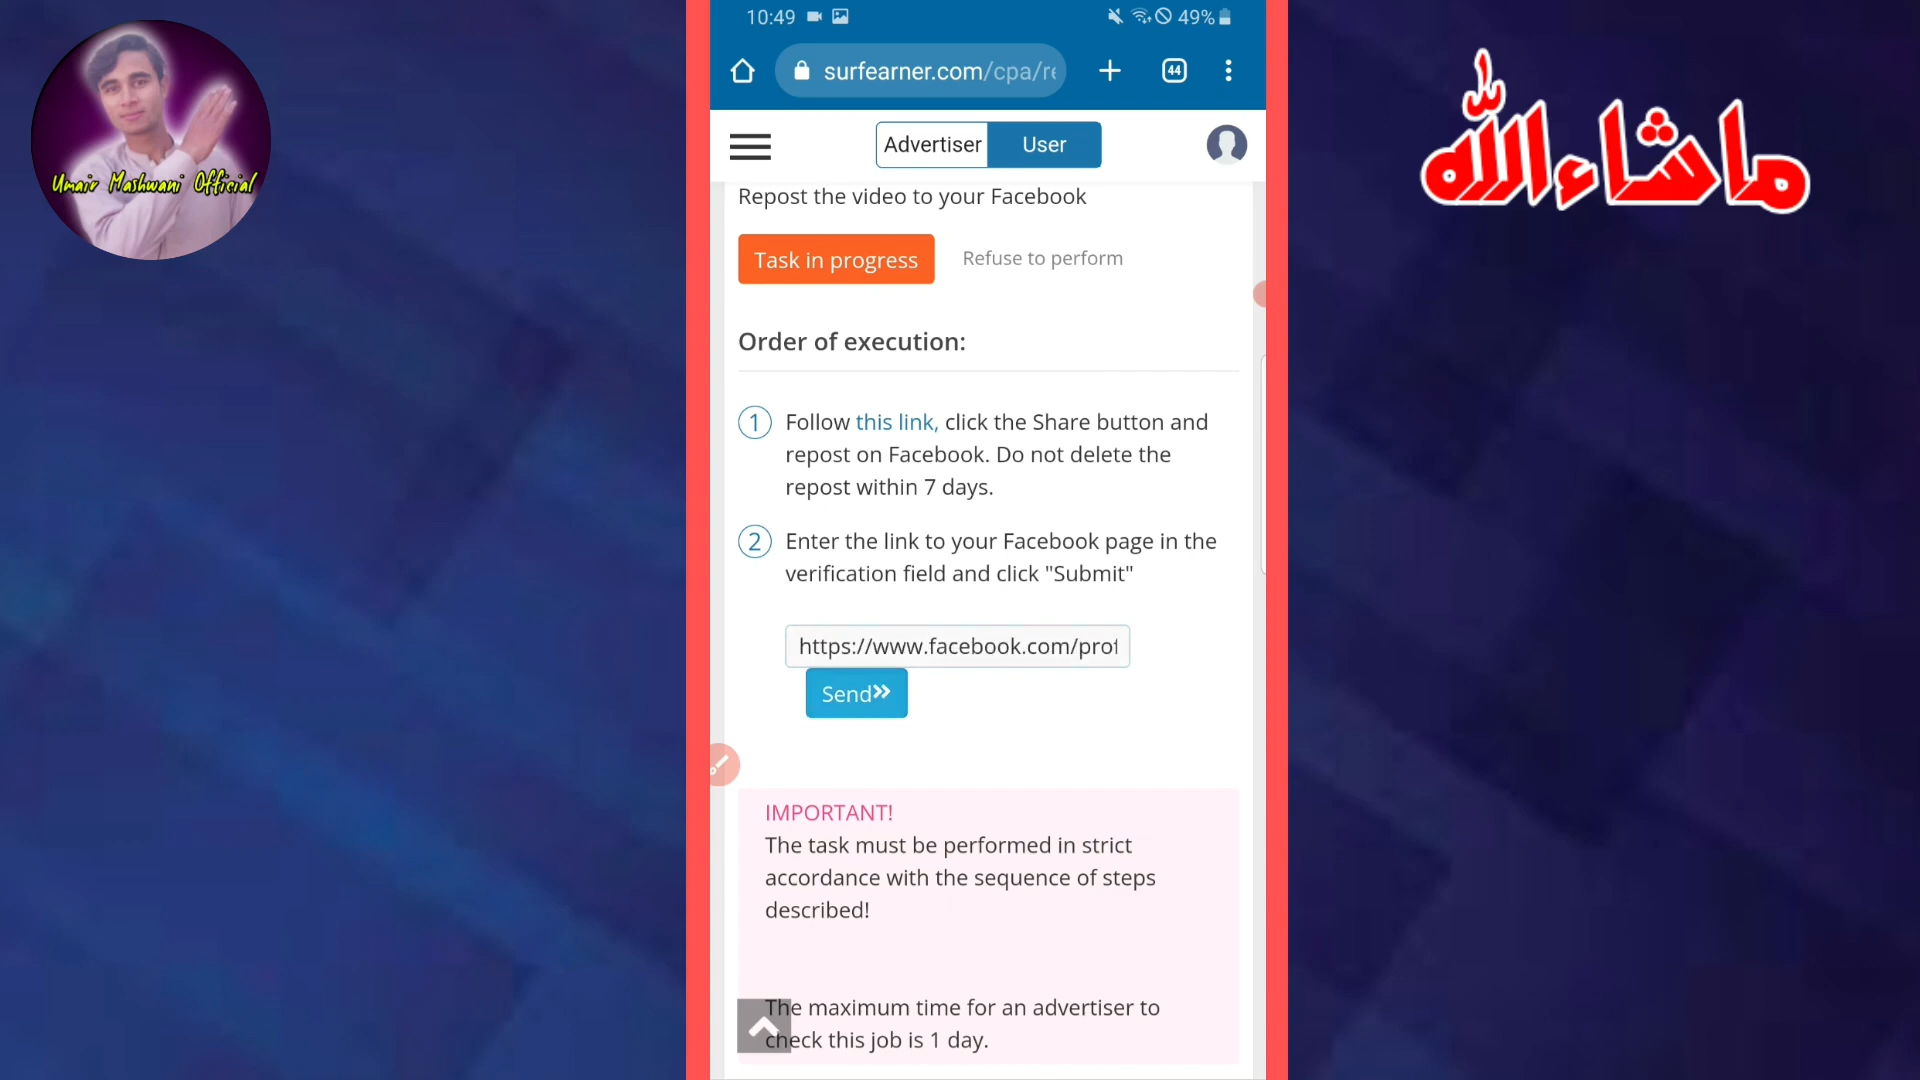 10:49
49%
surfearner.com/cpa/re
44
Advertiser User
Repost the video to your Facebook
Task in progress Refuse to perform
Order of execution:
1 Follow this link, click the Share button and
repost on Facebook. Do not delete the
repost within 7 days.
2 Enter the link to your Facebook page in the
verification field and click "Submit"
https://www.facebook.com/prof
Send»
IMPORTANT!
The task must be performed in strict
accordance with the sequence of steps
described!
The maximum time for an advertiser to
check this job is 1 day.
Umair Mashwani Official
ماشاءاللّٰه